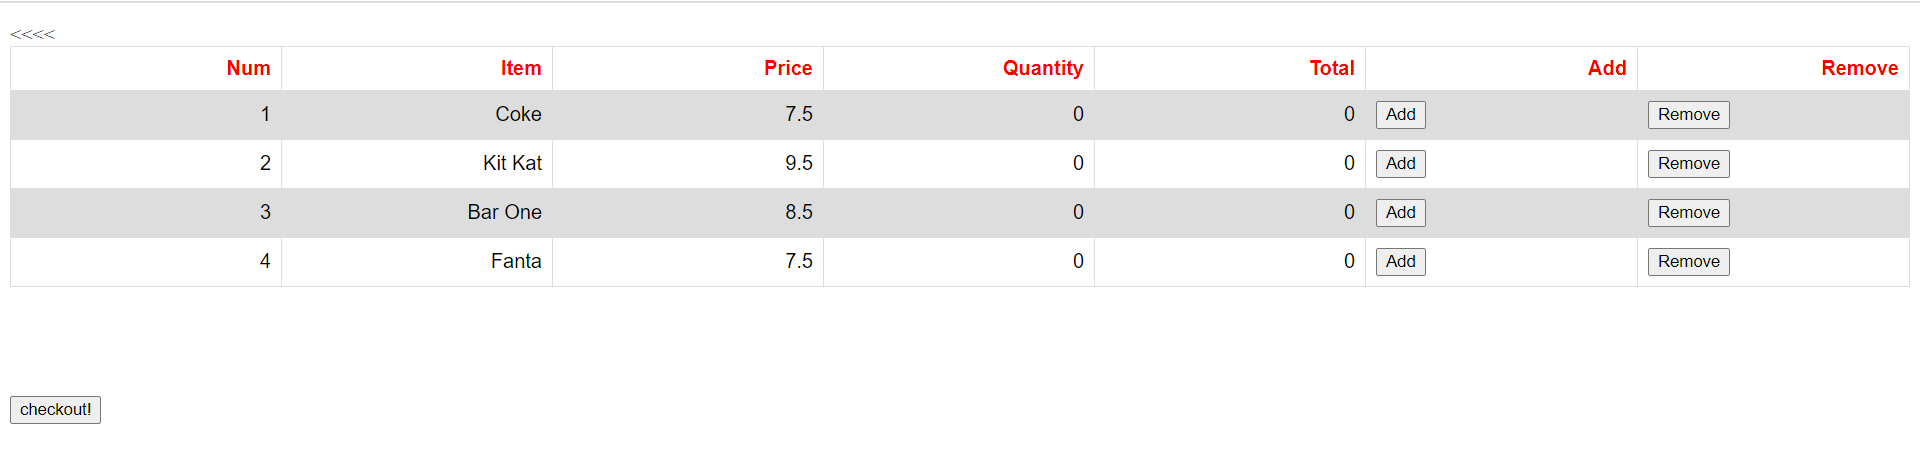 <<<<
Num Item Price Quantity Total Add Remove
1 Coke 7.5 0 0 Add Remove
2 Kit Kat 9.5 0 0 Add Remove
3 Bar One 8.5 0 0 Add Remove
4 Fanta 7.5 0 0 Add Remove
checkout!